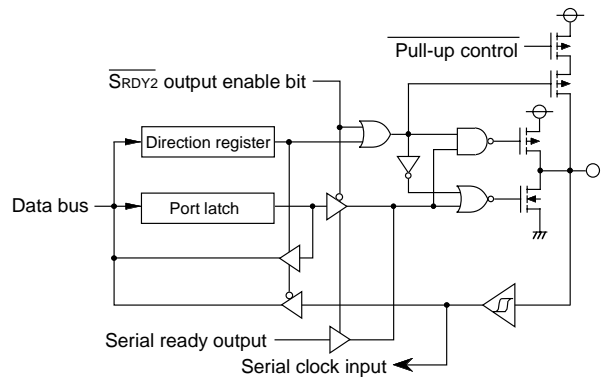 Pull-up control
SRDY2 output enable bit
Direction register
Data bus
Port latch
Serial ready output
Serial clock input